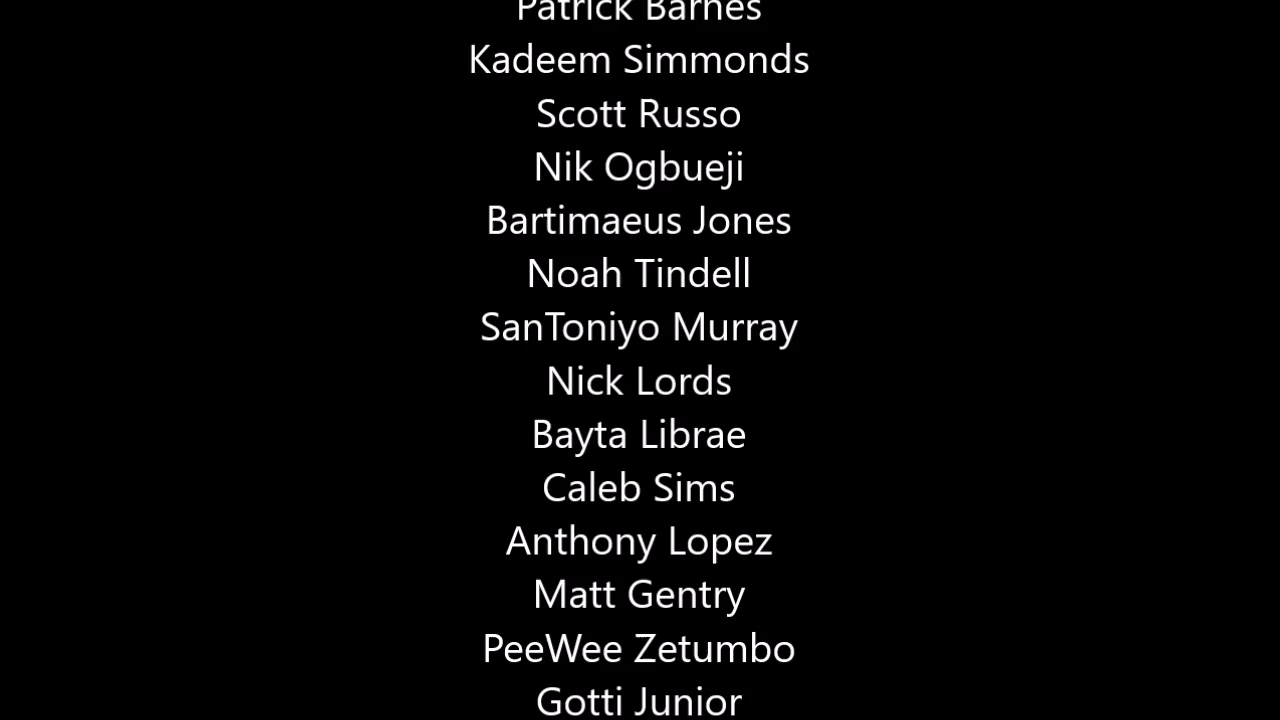 Patrick Barnes
Kadeem Simmonds
Scott Russo
Nik Ogbueji
Bartimaeus Jones
Noah Tindell
SanToniyo Murray
Nick Lords
Bayta Librae
Caleb Sims
Anthony Lopez
Matt Gentry
PeeWee Zetumbo
Gotti Junior